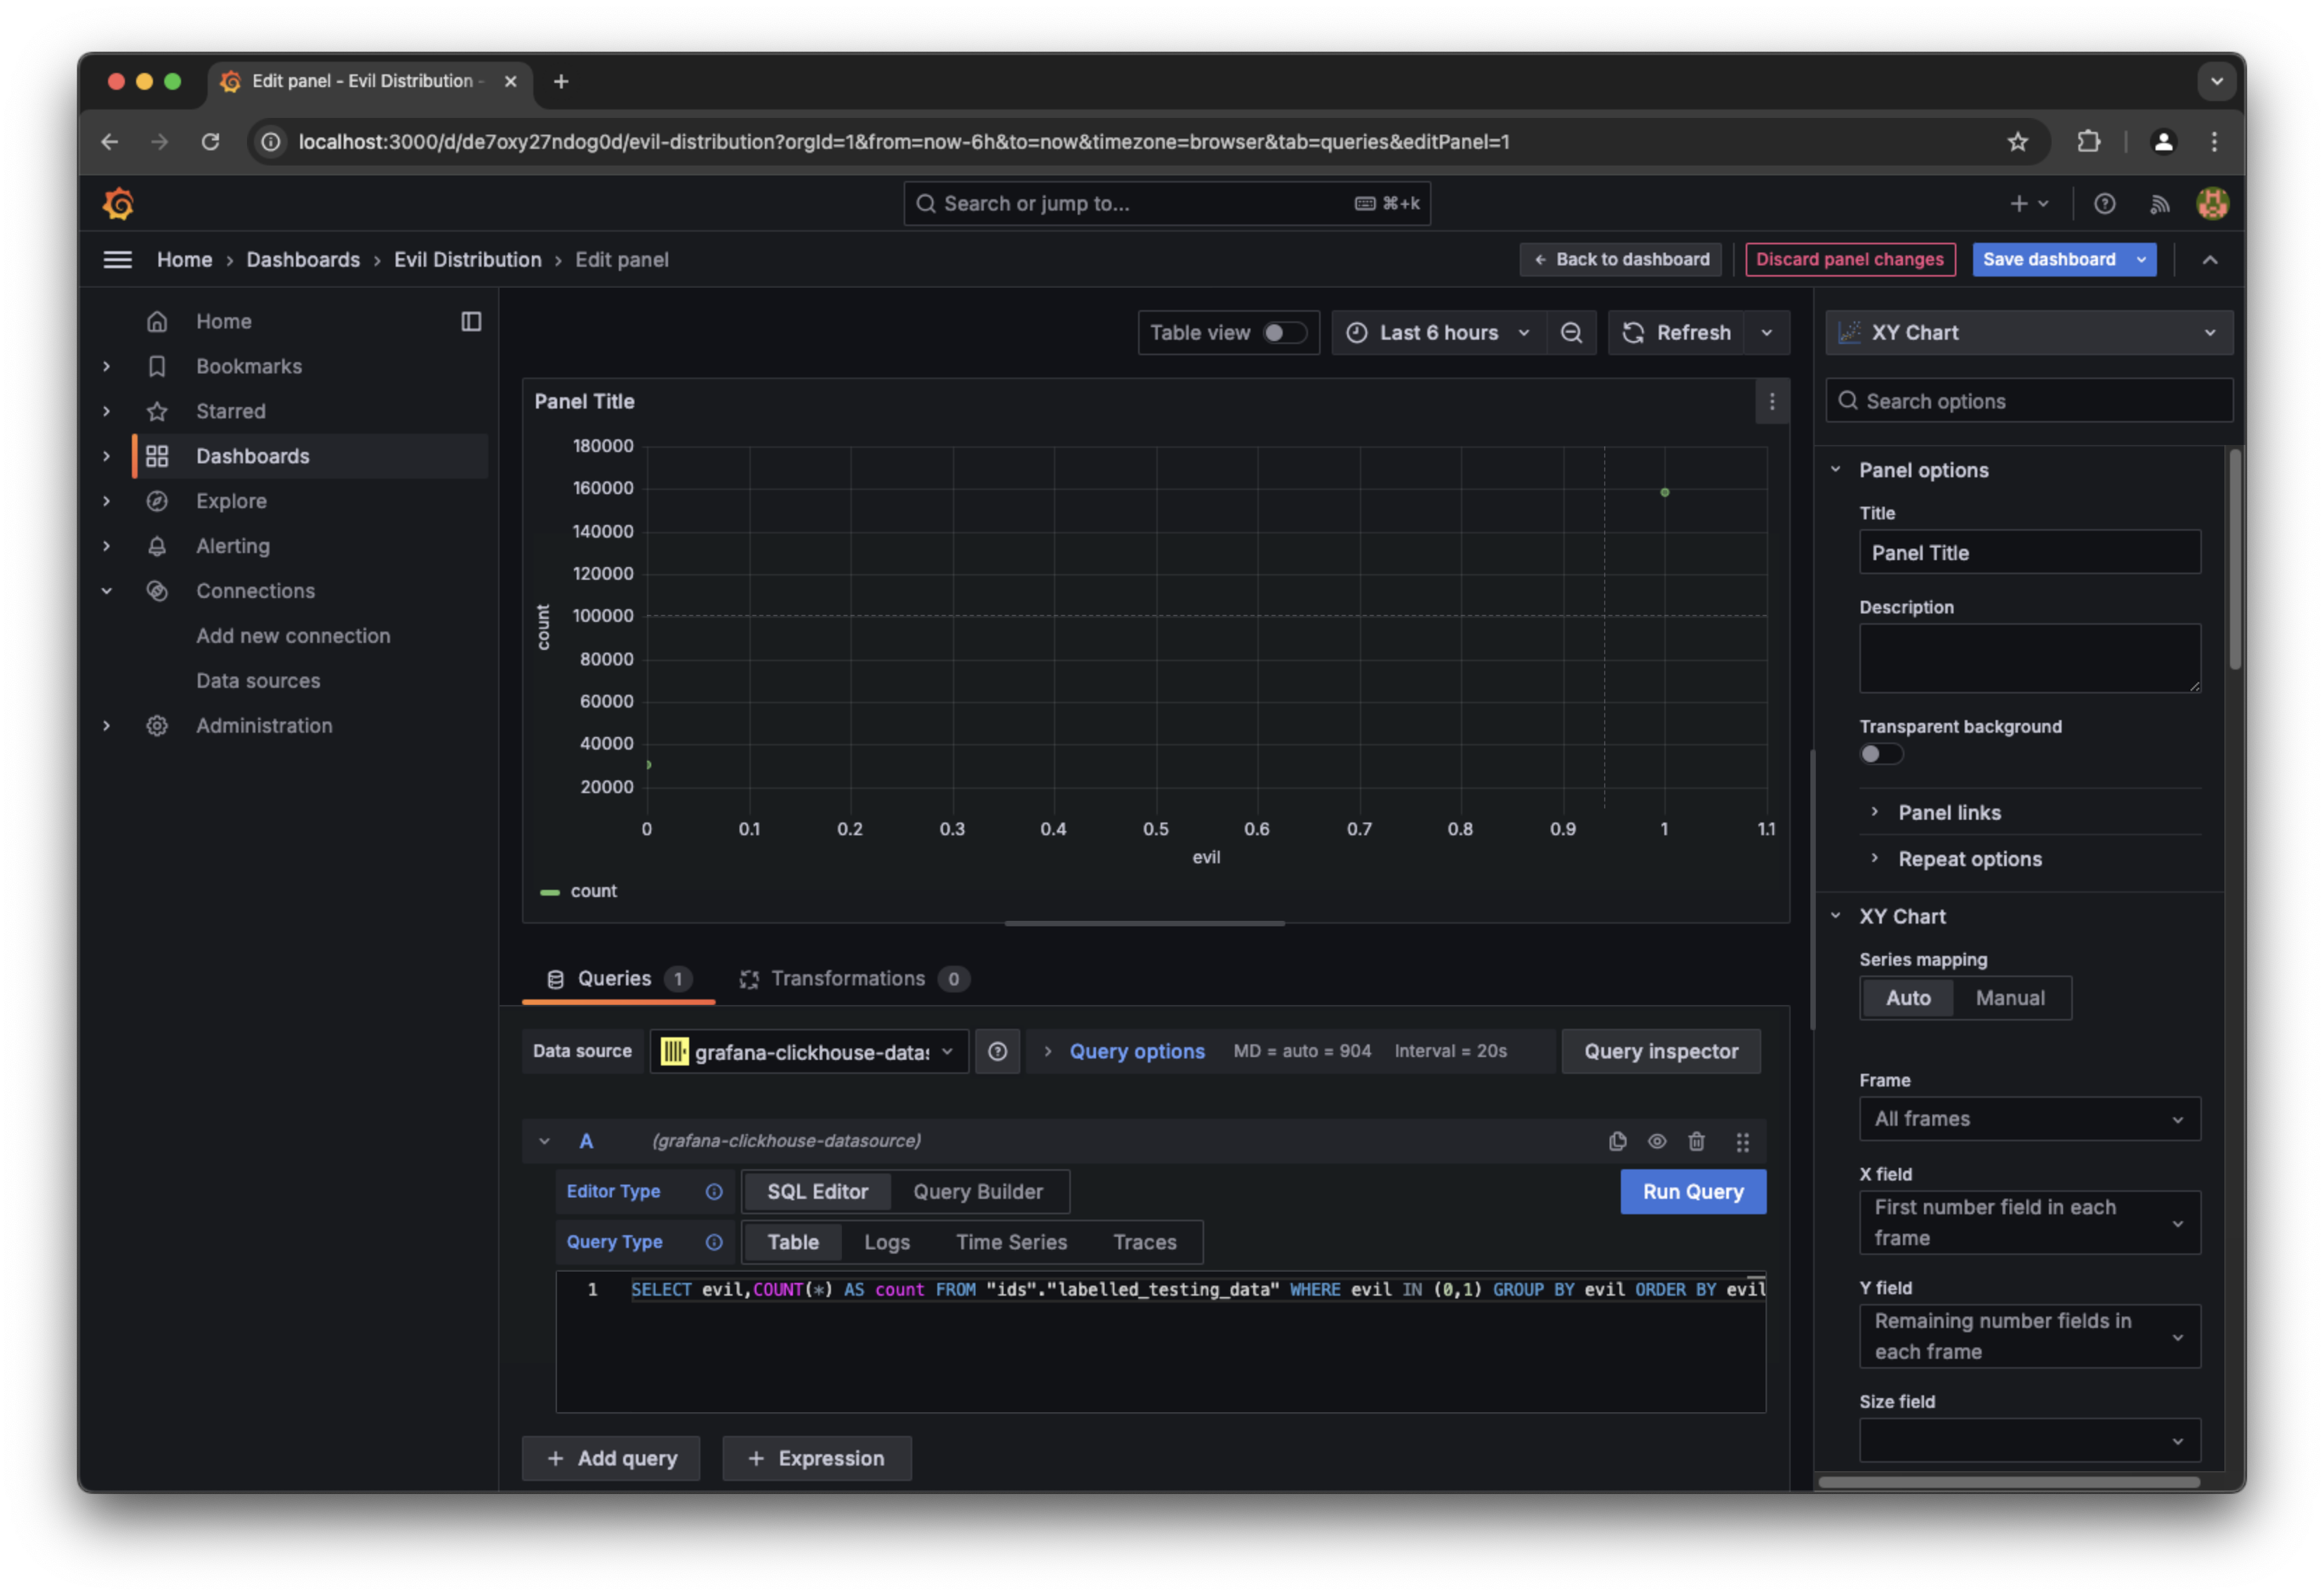 Edit panel - Evil Distribution -
localhost:3000/d/de7oxy27ndog0d/evil-distribution?orgId=1&from=now-6h&to=now&timezone=browser&tab=queries&editPanel=1
Search or jump to... ⌘+k
Home › Dashboards › Evil Distribution › Edit panel
Back to dashboard
Discard panel changes
Save dashboard
Home
Bookmarks
Starred
Dashboards
Explore
Alerting
Connections
Add new connection
Data sources
Administration
Table view
Last 6 hours
Refresh
Panel Title
180000
160000
140000
120000
100000
80000
60000
40000
20000
count
0 0.1 0.2 0.3 0.4 0.5 0.6 0.7 0.8 0.9 1 1.1
evil
count
Queries 1
Transformations 0
Data source
grafana-clickhouse-datas
Query options
MD = auto = 904
Interval = 20s
Query inspector
A (grafana-clickhouse-datasource)
Editor Type
SQL Editor
Query Builder
Run Query
Query Type
Table
Logs
Time Series
Traces
1 SELECT evil,COUNT(*) AS count FROM "ids"."labelled_testing_data" WHERE evil IN (0,1) GROUP BY evil ORDER BY evil
+ Add query
+ Expression
XY Chart
Search options
Panel options
Title
Panel Title
Description
Transparent background
Panel links
Repeat options
XY Chart
Series mapping
Auto
Manual
Frame
All frames
X field
First number field in each
frame
Y field
Remaining number fields in
each frame
Size field